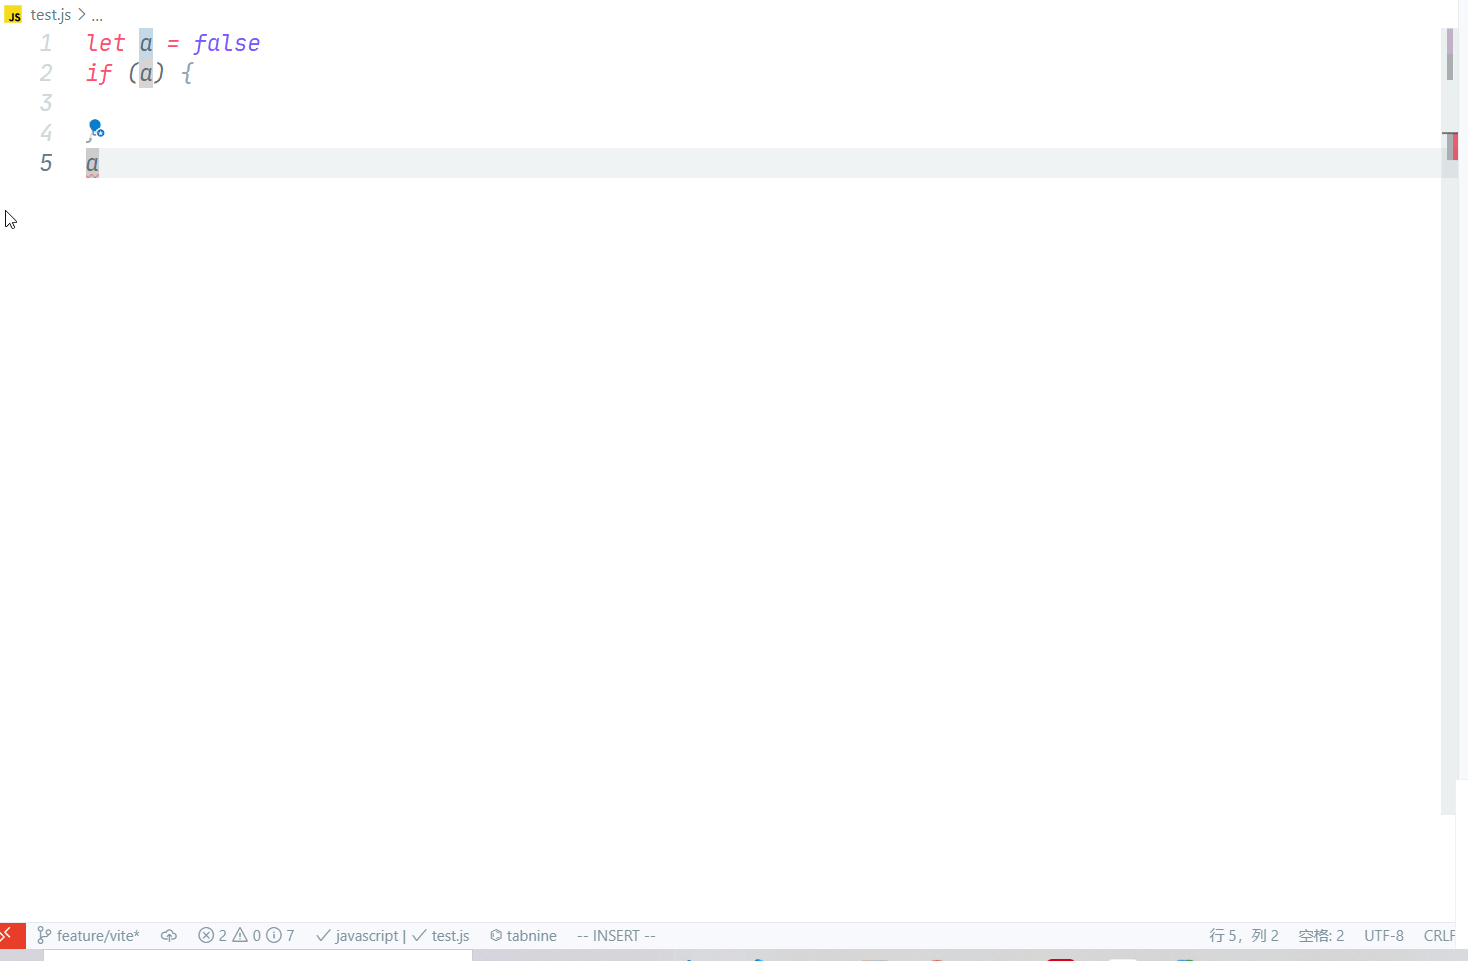 JS test.js > ...
1 let a = false
2 if (a) {
3
4 }
5 a
feature/vite* 2 0 7 javascript | test.js tabnine -- INSERT -- 行 5，列 2 空格: 2 UTF-8 CRLF